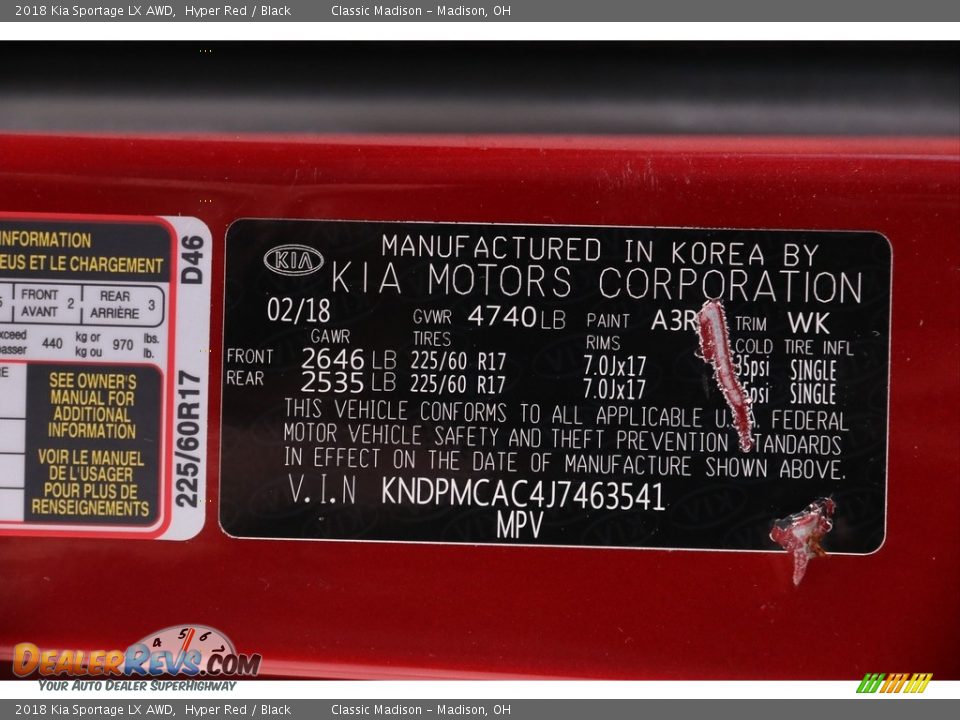 2018 Kia Sportage LX AWD, Hyper Red / Black Classic Madison - Madison, OH
INFORMATION
EUS ET LE CHARGEMENT
FRONT AVANT 2 REAR ARRIÈRE 3
440 kg or kg ou 970 lbs. lb.
SEE OWNER'S
MANUAL FOR
ADDITIONAL
INFORMATION
VOIR LE MANUEL
DE L'USAGER
POUR PLUS DE
RENSEIGNEMENTS
D46
225/60R17
KIA
MANUFACTURED IN KOREA BY
KIA MOTORS CORPORATION
02/18 GVWR 4740 LB PAINT A3R TRIM WK
GAWR TIRES RIMS COLD TIRE INFL
FRONT 2646 LB 225/60 R17 7.0Jx17 35psi SINGLE
REAR 2535 LB 225/60 R17 7.0Jx17 SINGLE
THIS VEHICLE CONFORMS TO ALL APPLICABLE U.S. FEDERAL
MOTOR VEHICLE SAFETY AND THEFT PREVENTION STANDARDS
IN EFFECT ON THE DATE OF MANUFACTURE SHOWN ABOVE.
V.I.N KNDPMCAC4J7463541
MPV
4 5 6 7
DEALERREVS.COM
YOUR AUTO DEALER SUPERHIGHWAY
2018 Kia Sportage LX AWD, Hyper Red / Black Classic Madison - Madison, OH